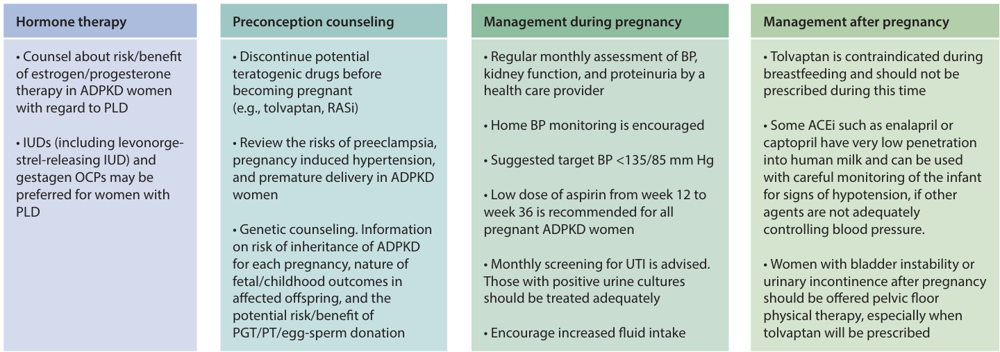 Hormone therapy
• Counsel about risk/benefit
of estrogen/progesterone
therapy in ADPKD women
with regard to PLD
• IUDs (including levonorge-
strel-releasing IUD) and
gestagen OCPs may be
preferred for women with
PLD
Preconception counseling
• Discontinue potential
teratogenic drugs before
becoming pregnant
(e.g., tolvaptan, RASi)
• Review the risks of preeclampsia,
pregnancy induced hypertension,
and premature delivery in ADPKD
women
• Genetic counseling. Information
on risk of inheritance of ADPKD
for each pregnancy, nature of
fetal/childhood outcomes in
affected offspring, and the
potential risk/benefit of
PGT/PT/egg-sperm donation
Management during pregnancy
• Regular monthly assessment of BP,
kidney function, and proteinuria by a
health care provider
• Home BP monitoring is encouraged
• Suggested target BP <135/85 mm Hg
• Low dose of aspirin from week 12 to
week 36 is recommended for all
pregnant ADPKD women
• Monthly screening for UTI is advised.
Those with positive urine cultures
should be treated adequately
• Encourage increased fluid intake
Management after pregnancy
• Tolvaptan is contraindicated during
breastfeeding and should not be
prescribed during this time
• Some ACEi such as enalapril or
captopril have very low penetration
into human milk and can be used
with careful monitoring of the infant
for signs of hypotension, if other
agents are not adequately
controlling blood pressure.
• Women with bladder instability or
urinary incontinence after pregnancy
should be offered pelvic floor
physical therapy, especially when
tolvaptan will be prescribed